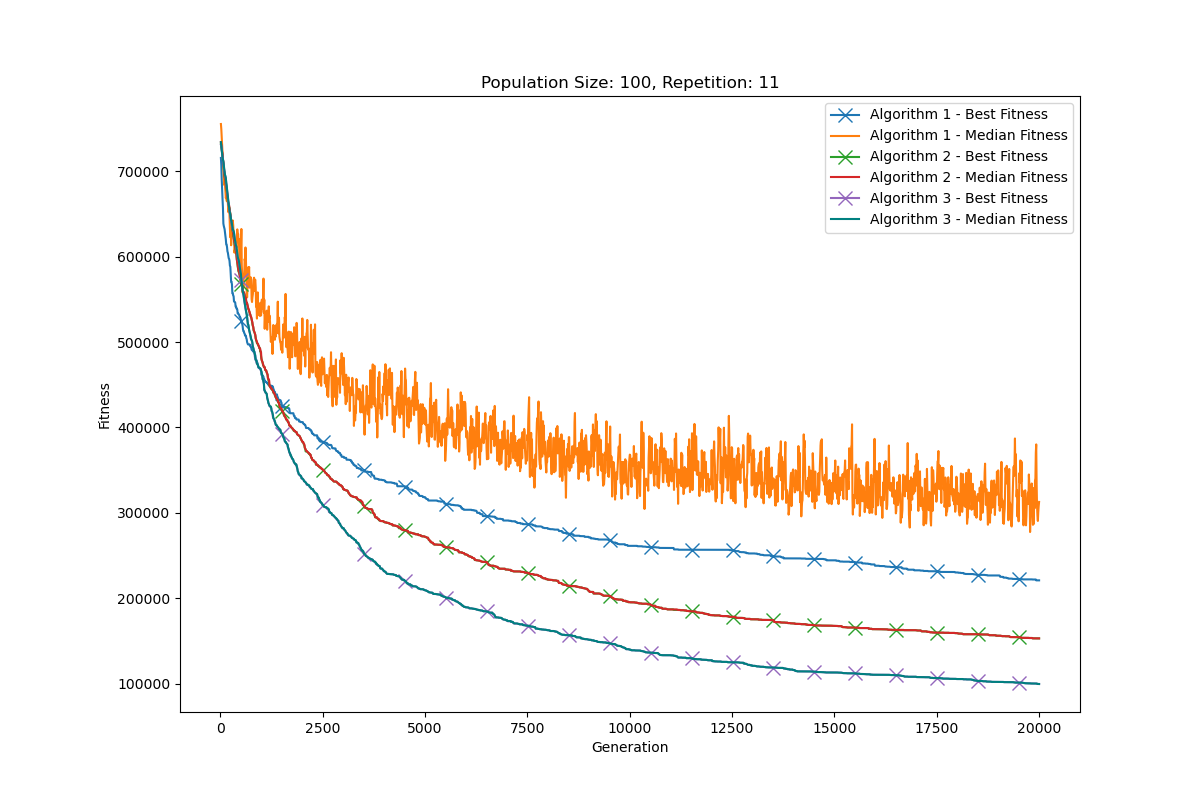 Population Size: 100, Repetition: 11
Algorithm 1 - Best Fitness
Algorithm 1 - Median Fitness
Algorithm 2 - Best Fitness
Algorithm 2 - Median Fitness
Algorithm 3 - Best Fitness
Algorithm 3 - Median Fitness
700000
600000
500000
400000
300000
200000
100000
Fitness
0 2500 5000 7500 10000 12500 15000 17500 20000
Generation